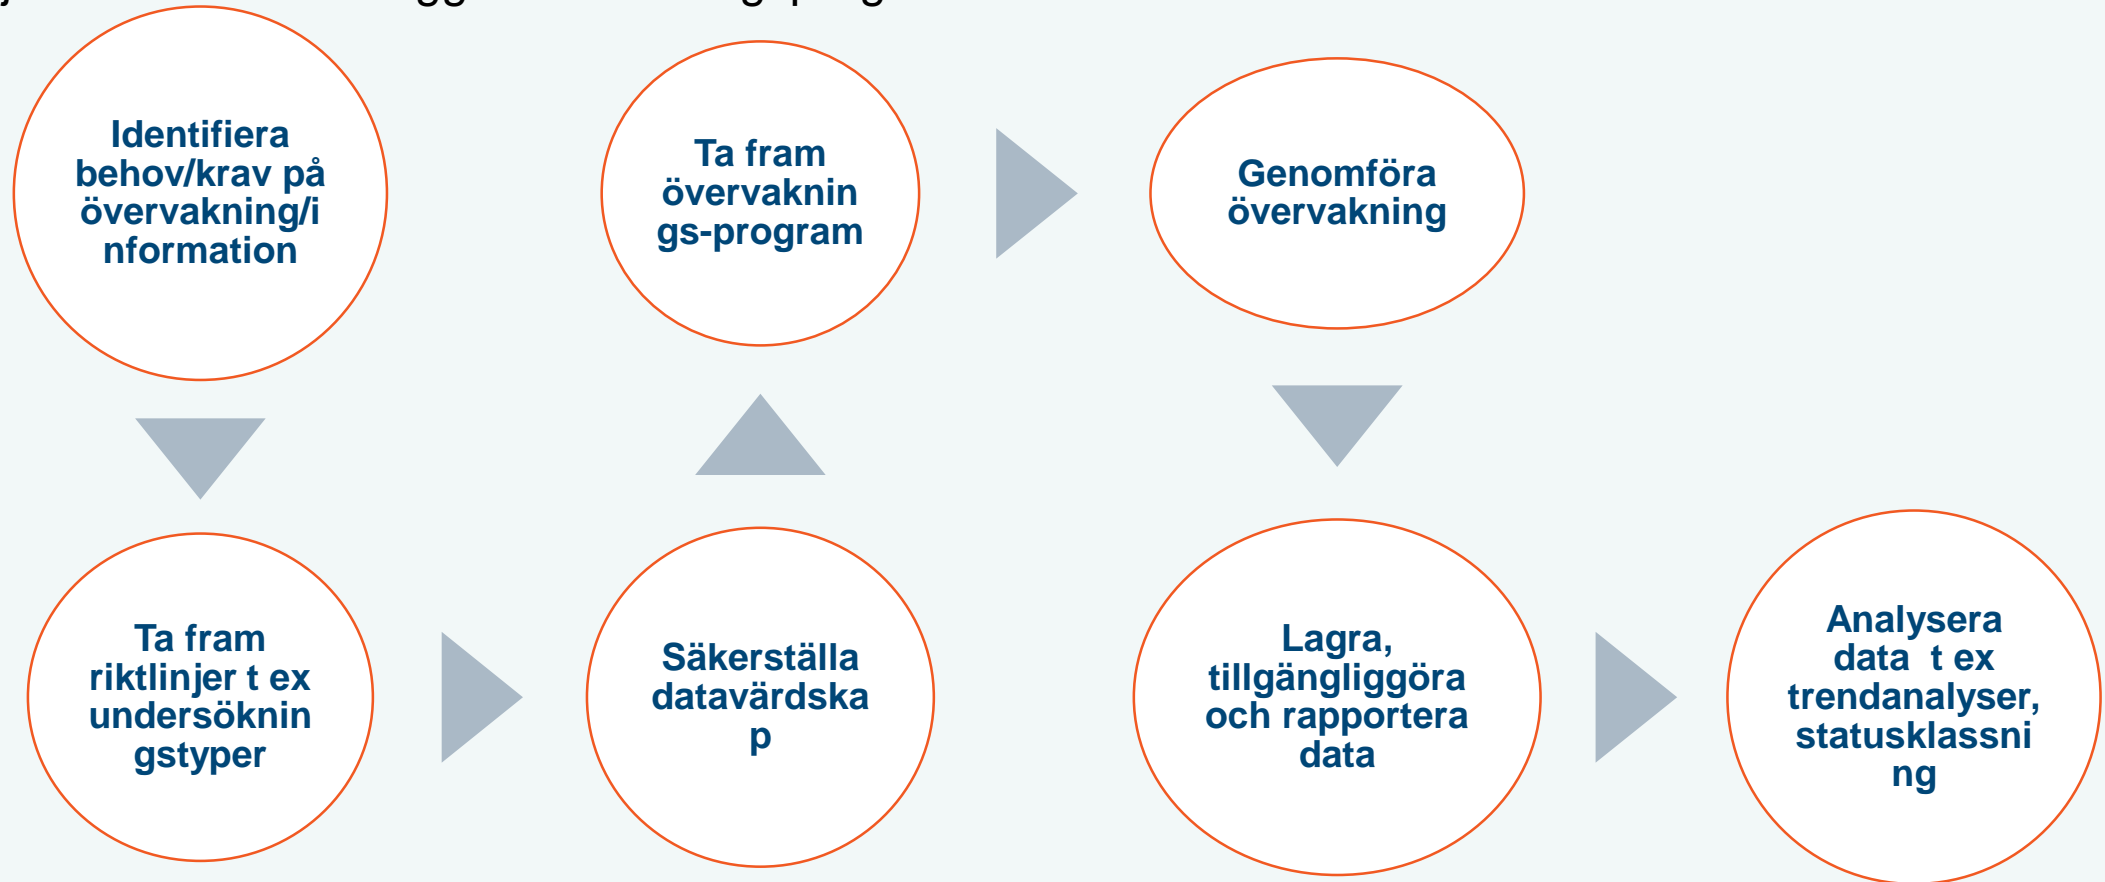 Identifiera
behov/krav på
övervakning/i
nformation
Ta fram
riktlinjer t ex
undersöknin
gstyper
Säkerställa
datavärdska
p
Ta fram
övervaknin
gs-program
Genomföra
övervakning
Lagra,
tillgängliggöra
och rapportera
data
Analysera
data  t ex
trendanalyser,
statusklassni
ng